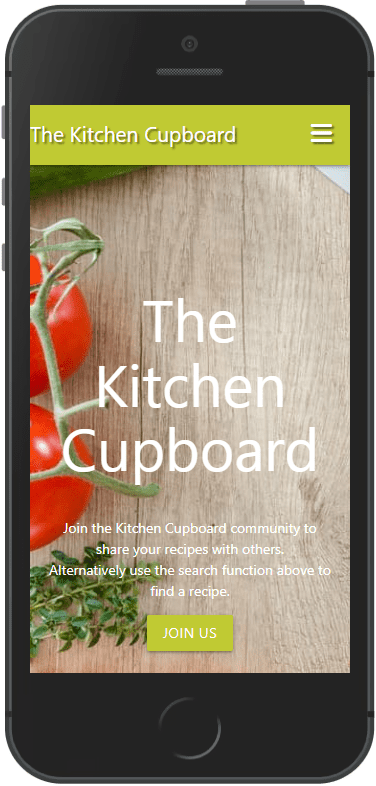 The Kitchen Cupboard
The
Kitchen
Cupboard
Join the Kitchen Cupboard community to
share your recipes with others.
Alternatively use the search function above to
find a recipe.
JOIN US